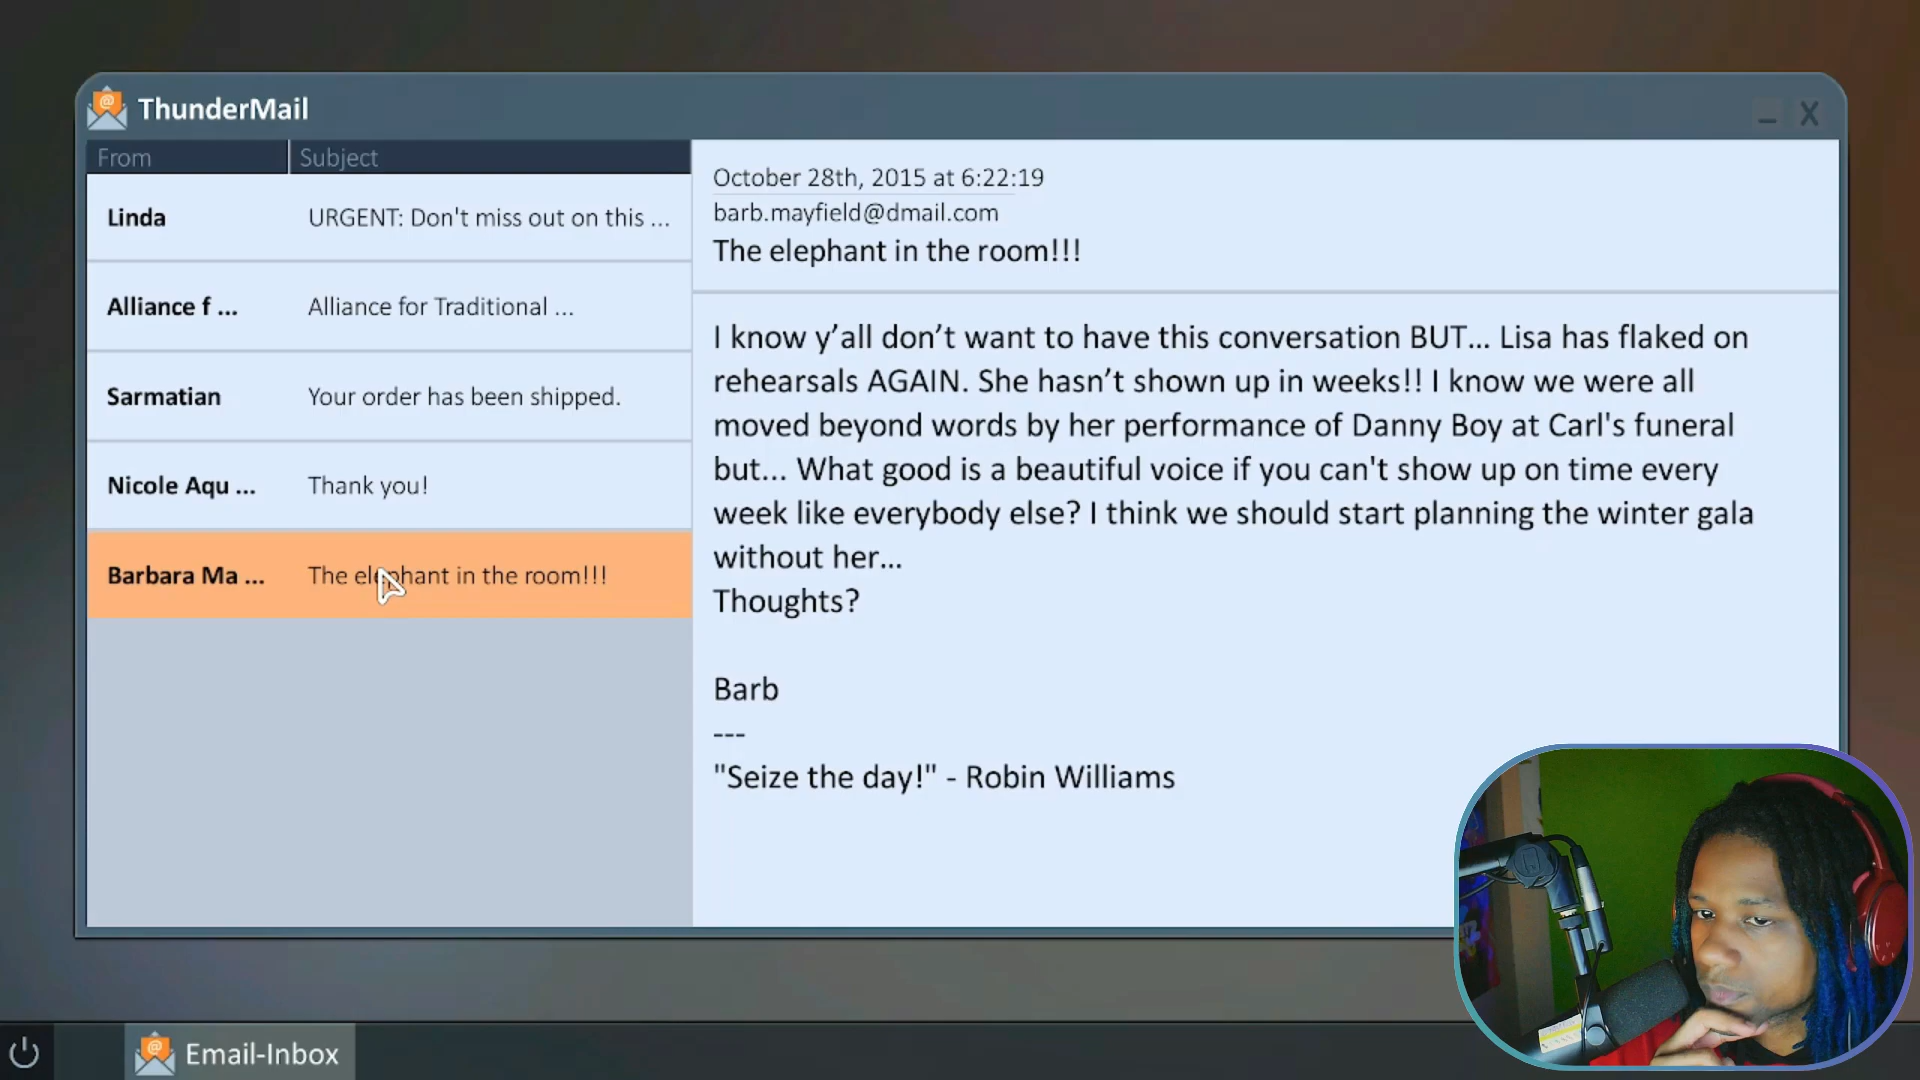 ThunderMail
From Subject
Linda URGENT: Don't miss out on this ...
Alliance f ... Alliance for Traditional ...
Sarmatian Your order has been shipped.
Nicole Aqu ... Thank you!
Barbara Ma ... The elephant in the room!!!
October 28th, 2015 at 6:22:19
barb.mayfield@dmail.com
The elephant in the room!!!
I know y’all don’t want to have this conversation BUT... Lisa has flaked on
rehearsals AGAIN. She hasn’t shown up in weeks!! I know we were all
moved beyond words by her performance of Danny Boy at Carl's funeral
but... What good is a beautiful voice if you can't show up on time every
week like everybody else? I think we should start planning the winter gala
without her...
Thoughts?
Barb
---
"Seize the day!" - Robin Williams
Email-Inbox